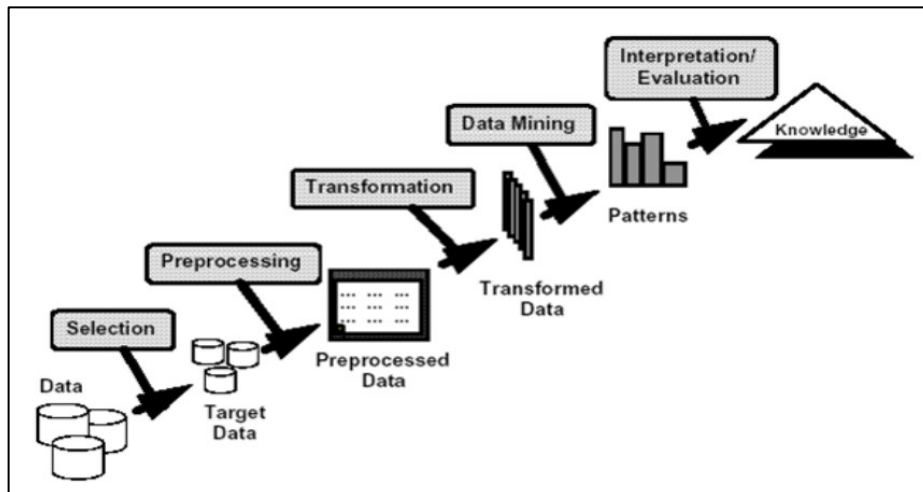 Interpretation/
Evaluation
Knowledge
Data Mining
Patterns
Transformation
Transformed
Data
Preprocessing
Preprocessed
Data
Selection
Target
Data
Data